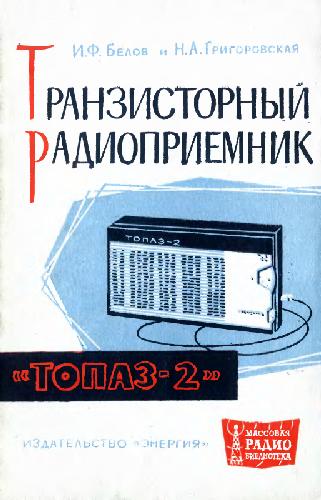 И.Ф. Белов и Н.А. Григоровская
Транзисторный
Радиоприемник
ТОПАЗ-2
«ТОПАЗ-2»
ИЗДАТЕЛЬСТВО «ЭНЕРГИЯ»
МАССОВАЯ
РАДИО
БИБЛИОТЕКА